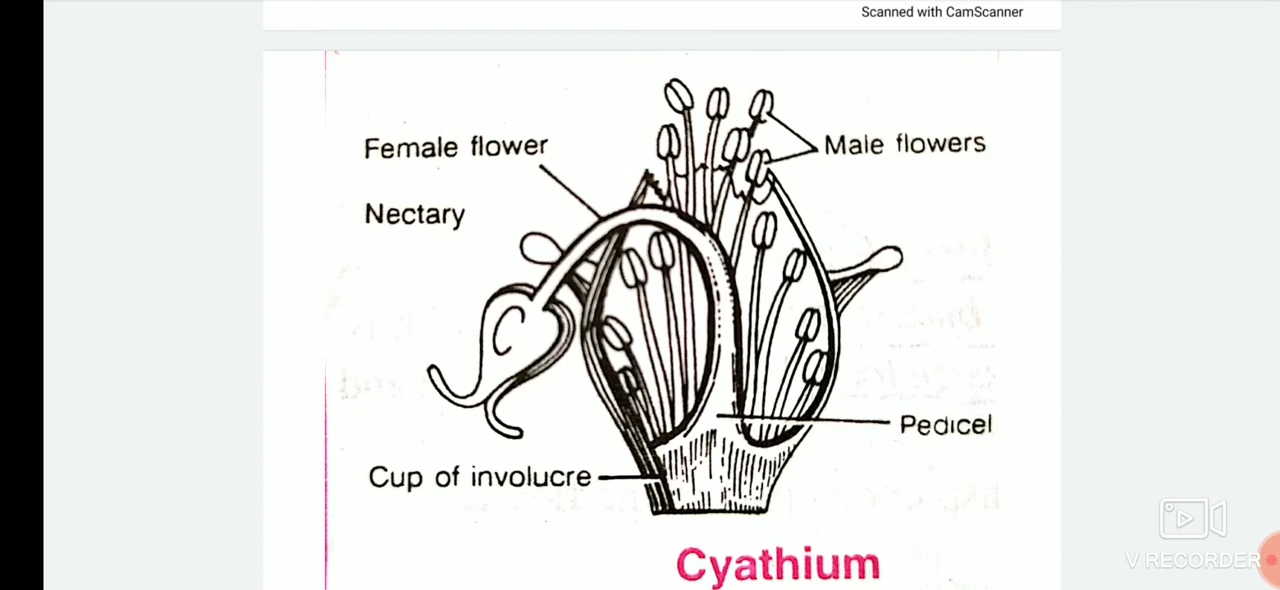 Scanned with CamScanner
Female flower
Male flowers
Nectary
Pedicel
Cup of involucre
Cyathium
V RECORDER